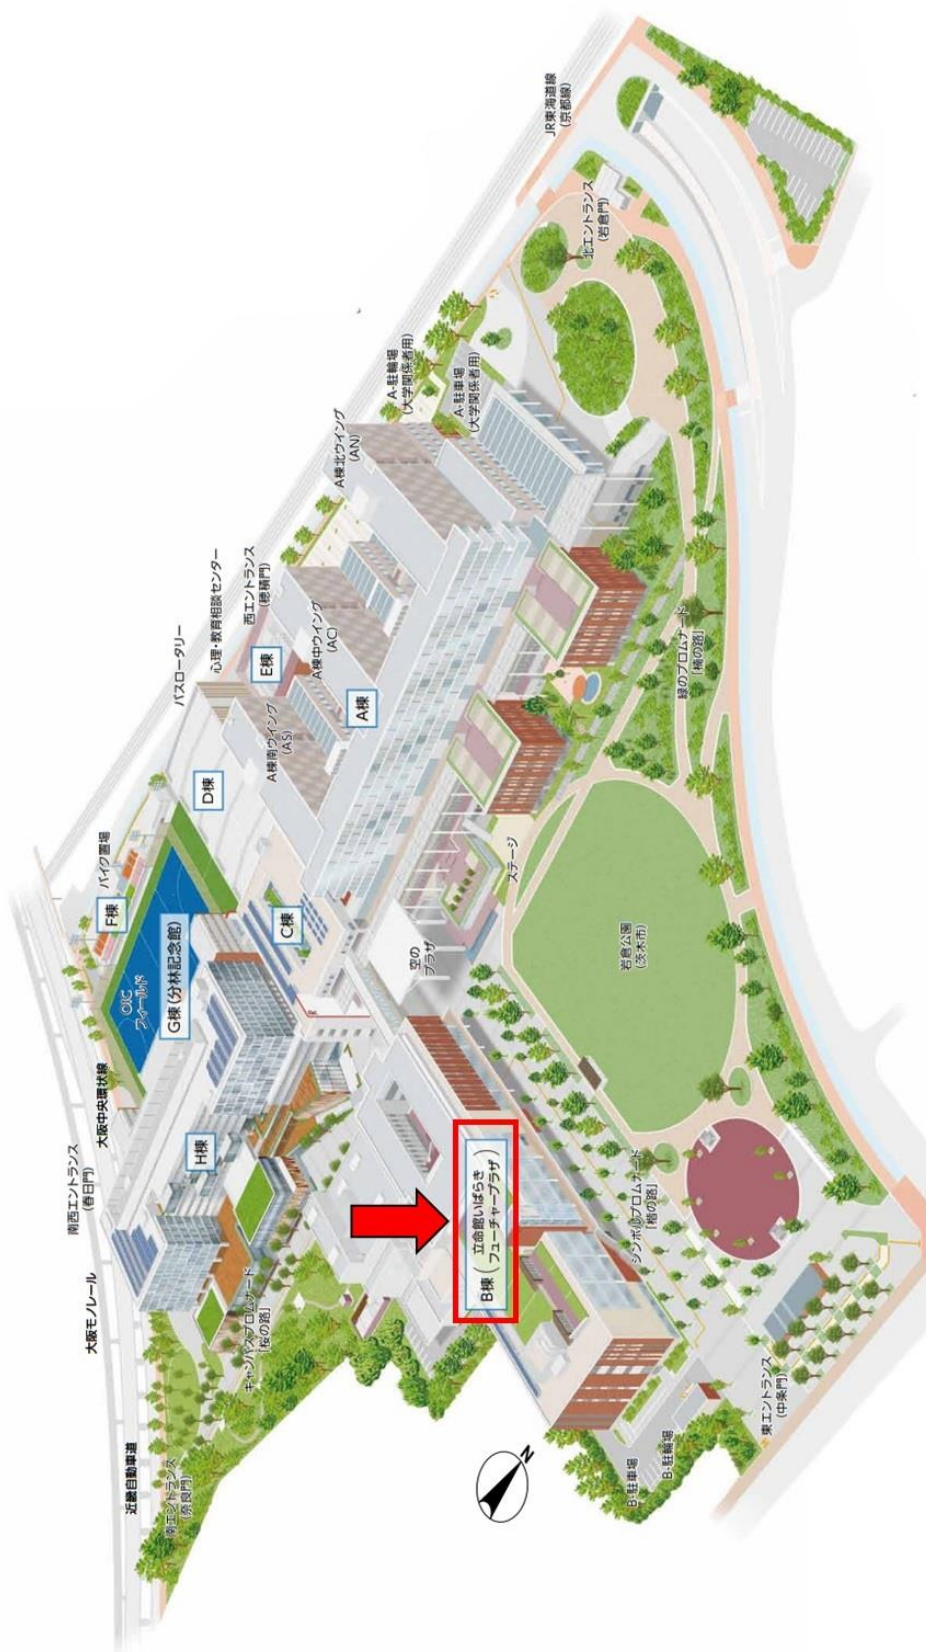 近畿自動車道
大阪モノレール
南西エントランス
(春日門)
大阪中央環状線
南エントランス
(奈良門)
キャンパスプロムナード
「桜の路」
H棟
OIC
フィールド
G棟(分林記念館)
F棟
バイク置場
C棟
D棟
バスロータリー
心理・教育相談センター
E棟
西エントランス
(穂積門)
A棟南ウイング
(AS)
A棟中ウイング
(AC)
A棟
A棟北ウイング
(AN)
A-駐輪場
(大学関係者用)
A-駐車場
(大学関係者用)
JR東海道線
(京都線)
北エントランス
(岩倉門)
B棟(立命館いばらき
フューチャープラザ)
空の
プラザ
ステージ
岩倉公園
(茨木市)
緑のプロムナード
「楠の路」
シンボルプロムナード
「楷の路」
東エントランス
(中条門)
B-駐車場
B-駐輪場
N